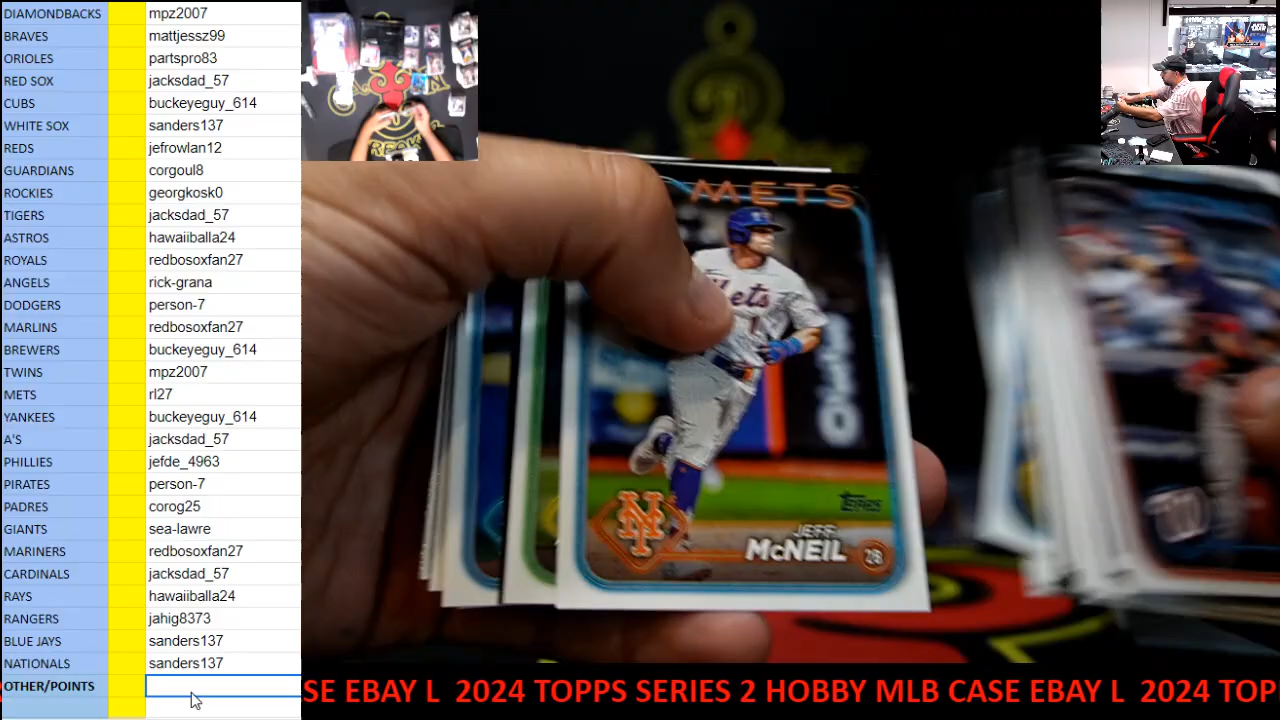 DIAMONDBACKS mpz2007
BRAVES mattjessz99
ORIOLES partspro83
RED SOX jacksdad_57
CUBS buckeyeguy_614
WHITE SOX sanders137
REDS jefrowlan12
GUARDIANS corgoul8
ROCKIES georgkosk0
TIGERS jacksdad_57
ASTROS hawaiiballa24
ROYALS redbosoxfan27
ANGELS rick-grana
DODGERS person-7
MARLINS redbosoxfan27
BREWERS buckeyeguy_614
TWINS mpz2007
METS rl27
YANKEES buckeyeguy_614
A'S jacksdad_57
PHILLIES jefde_4963
PIRATES person-7
PADRES corog25
GIANTS sea-lawre
MARINERS redbosoxfan27
CARDINALS jacksdad_57
RAYS hawaiiballa24
RANGERS jahig8373
BLUE JAYS sanders137
NATIONALS sanders137
OTHER/POINTS
METS
Mets
TOPPS
JEFF
McNEIL 2B
SE EBAY L 2024 TOPPS SERIES 2 HOBBY MLB CASE EBAY L 2024 TOP